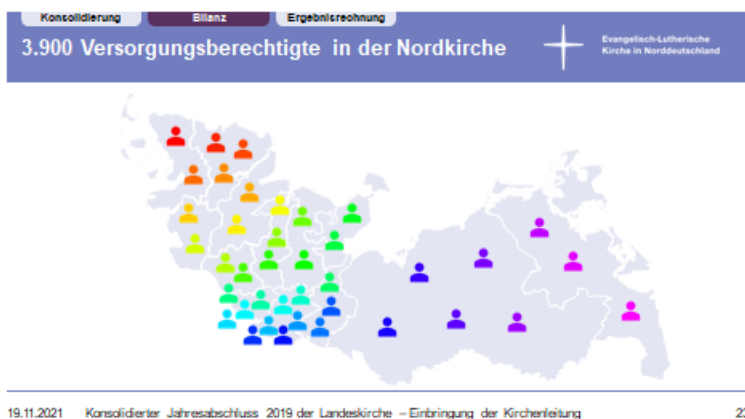 Konsolidierung Bilanz Ergebnisrechnung
3.900 Versorgungsberechtigte in der Nordkirche
Evangelisch-Lutherische
Kirche in Norddeutschland
19.11.2021 Konsolidierter Jahresabschluss 2019 der Landeskirche – Einbringung der Kirchenleitung